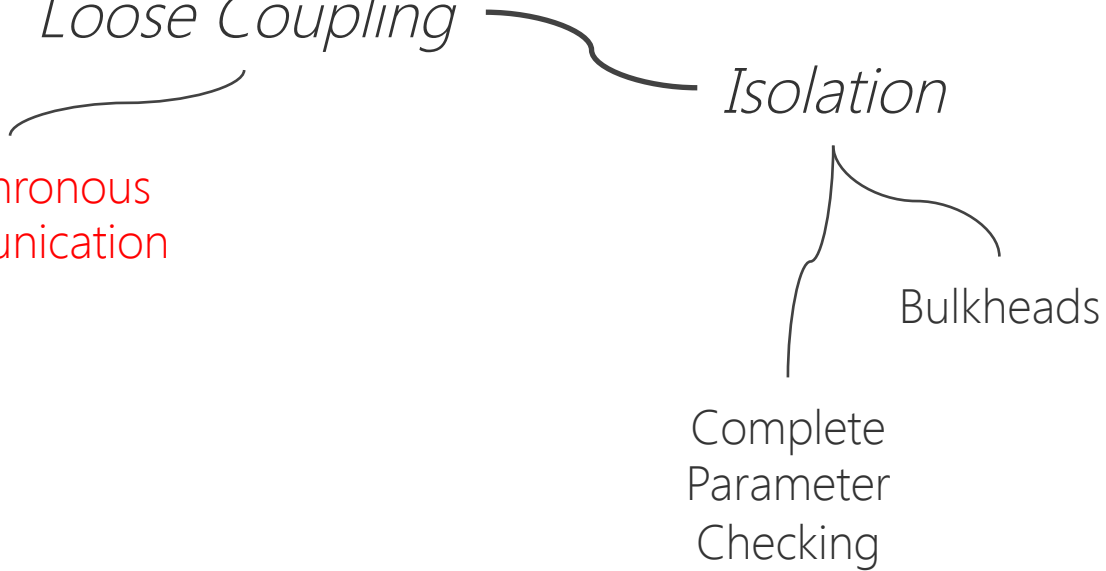 Loose Coupling
Isolation
hronous
unication
Bulkheads
Complete
Parameter
Checking